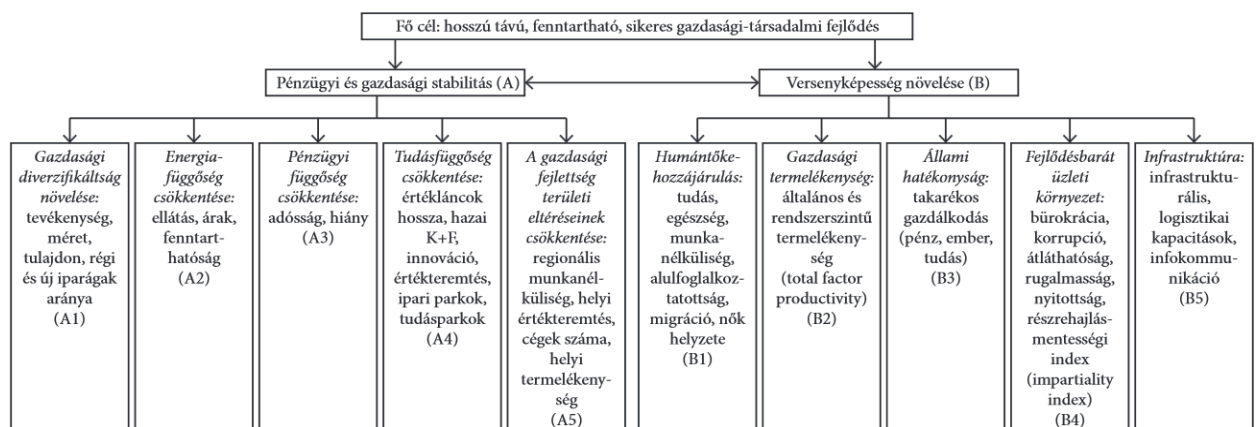 Fő cél: hosszú távú, fenntartható, sikeres gazdasági-társadalmi fejlődés
Pénzügyi és gazdasági stabilitás (A)
Versenyképesség növelése (B)
Gazdasági
diverzifikáltság
növelése:
tevékenység,
méret,
tulajdon, régi
és új iparágak
aránya
(A1)
Energia-
függőség
csökkentése:
ellátás, árak,
fenntart-
hatóság
(A2)
Pénzügyi
függőség
csökkentése:
adósság, hiány
(A3)
Tudásfüggőség
csökkentése:
értékláncok
hossza, hazai
K+F,
innováció,
értékteremtés,
ipari parkok,
tudásparkok
(A4)
A gazdasági
fejlettség
területi
eltéréseinek
csökkentése:
regionális
munkanél-
küliség, helyi
értékteremtés,
cégek száma,
helyi
termelékeny-
ség
(A5)
Humántőke-
hozzájárulás:
tudás,
egészség,
munka-
nélküliség,
alulfoglalkoz-
tatottság,
migráció, nők
helyzete
(B1)
Gazdasági
termelékenység:
általános és
rendszerszintű
termelékeny-
ség
(total factor
productivity)
(B2)
Állami
hatékonyság:
takarékos
gazdálkodás
(pénz, ember,
tudás)
(B3)
Fejlődésbarát
üzleti
környezet:
bürokrácia,
korrupció,
átláthatóság,
rugalmasság,
nyitottság,
részrehajlás-
mentességi
index
(impartiality
index)
(B4)
Infrastruktúra:
infrastruktu-
rális,
logisztikai
kapacitások,
infokommu-
nikáció
(B5)